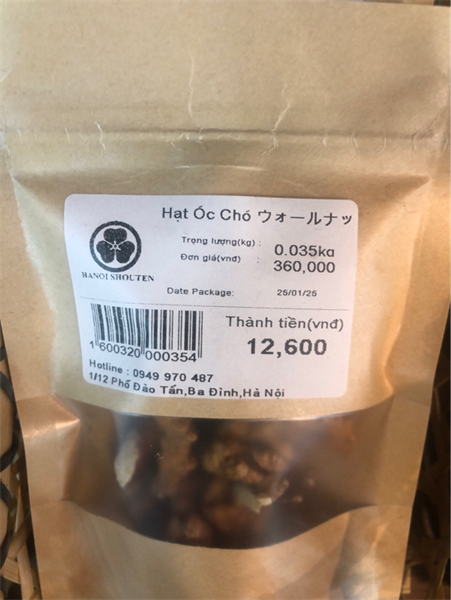 Hạt Óc Chó ウォールナッ
Trọng lượng(kg) : 0.035kg
Đơn giá(vnđ) : 360,000
HANOI SHOUTEN
Date Package: 25/01/25
Thành tiền(vnđ)
12,600
1 600320 000354
Hotline : 0949 970 487
1/12 Phố Đào Tấn,Ba Đình,Hà Nội